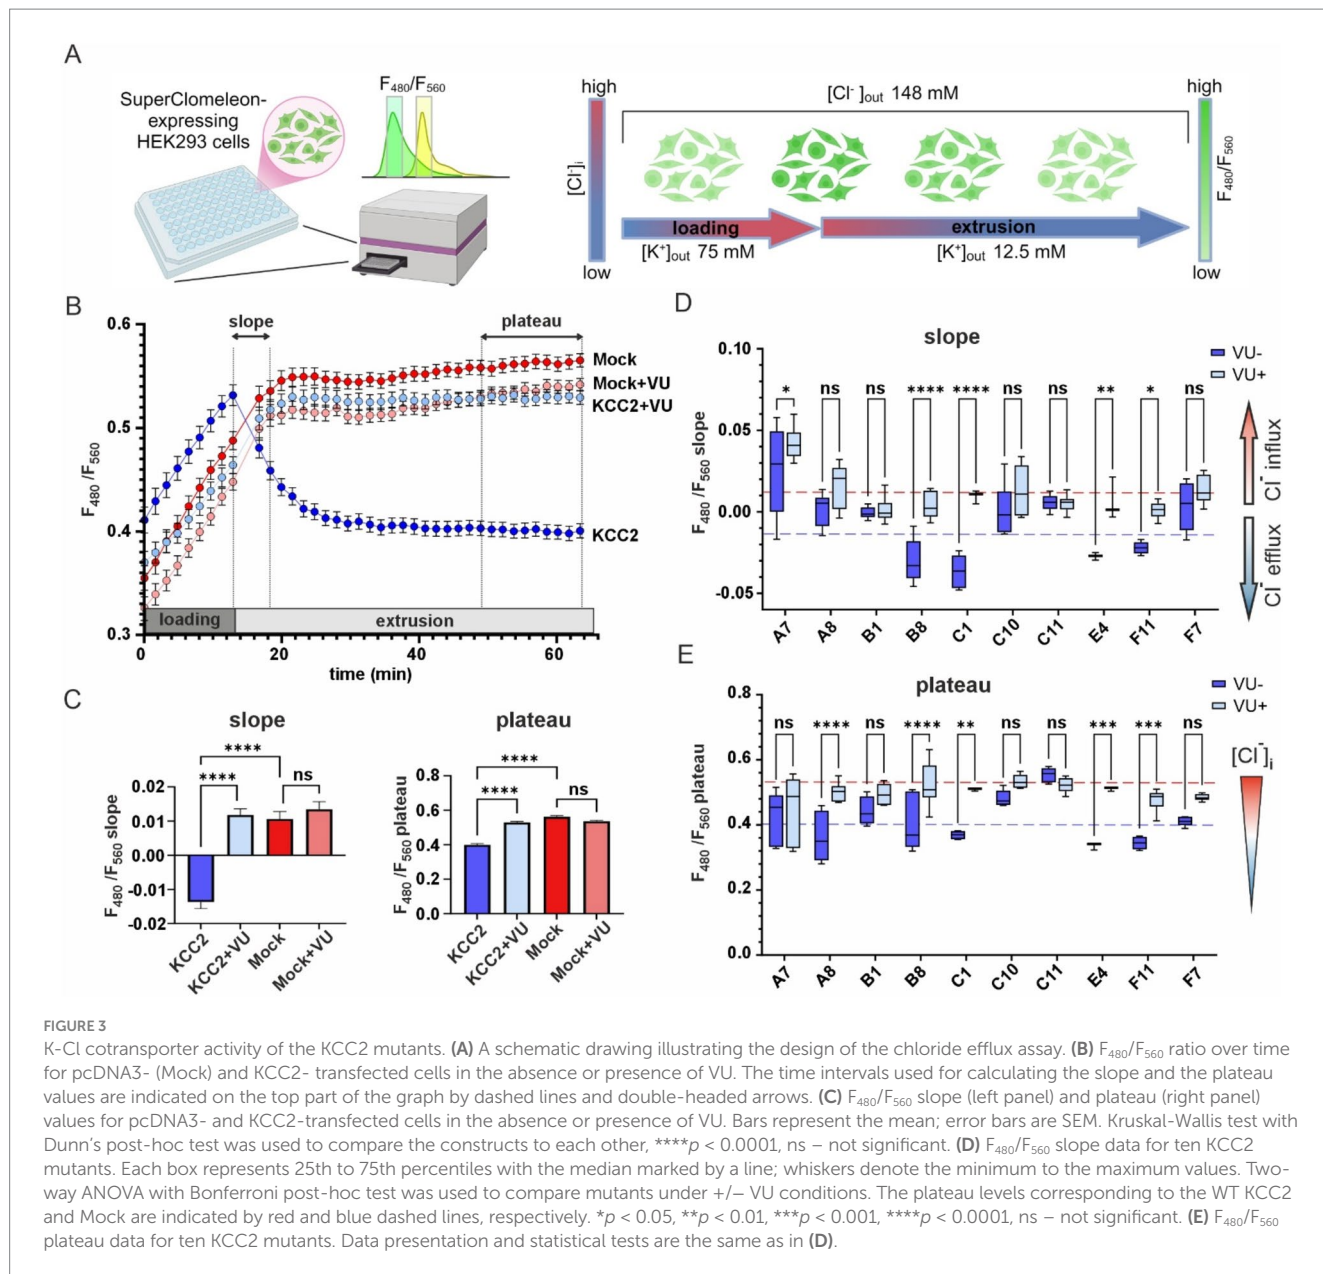 A
SuperClomeleon-
expressing
HEK293 cells
F480/F560
high
[Cl-]i
low
[Cl-]out 148 mM
loading
extrusion
[K+]out 75 mM
[K+]out 12.5 mM
high
F480/F560
low
B
slope
plateau
0.6
0.5
0.4
0.3
F480/F560
Mock
Mock+VU
KCC2+VU
KCC2
loading
extrusion
0
20
40
60
time (min)
C
slope
**** 
****
ns
0.02
0.01
0.00
-0.01
-0.02
F480/F560 slope
KCC2
KCC2+VU
Mock
Mock+VU
plateau
****
****
ns
0.8
0.6
0.4
0.2
0.0
F480/F560 plateau
KCC2
KCC2+VU
Mock
Mock+VU
D
slope
VU-
VU+
0.10
0.05
0.00
-0.05
F480/F560 slope
* ns ns **** **** ns ns ** * ns
A7 A8 B1 B8 C1 C10 C11 E4 F11 F7
Cl- influx
Cl- efflux
E
plateau
VU-
VU+
0.8
0.6
0.4
0.2
0.0
F480/F560 plateau
ns **** ns **** ** ns ns *** *** ns
A7 A8 B1 B8 C1 C10 C11 E4 F11 F7
[Cl-]i
FIGURE 3
K-Cl cotransporter activity of the KCC2 mutants. (A) A schematic drawing illustrating the design of the chloride efflux assay. (B) F480/F560 ratio over time
for pcDNA3- (Mock) and KCC2- transfected cells in the absence or presence of VU. The time intervals used for calculating the slope and the plateau
values are indicated on the top part of the graph by dashed lines and double-headed arrows. (C) F480/F560 slope (left panel) and plateau (right panel)
values for pcDNA3- and KCC2-transfected cells in the absence or presence of VU. Bars represent the mean; error bars are SEM. Kruskal-Wallis test with
Dunn's post-hoc test was used to compare the constructs to each other, ****p < 0.0001, ns – not significant. (D) F480/F560 slope data for ten KCC2
mutants. Each box represents 25th to 75th percentiles with the median marked by a line; whiskers denote the minimum to the maximum values. Two-
way ANOVA with Bonferroni post-hoc test was used to compare mutants under +/− VU conditions. The plateau levels corresponding to the WT KCC2
and Mock are indicated by red and blue dashed lines, respectively. *p < 0.05, **p < 0.01, ***p < 0.001, ****p < 0.0001, ns – not significant. (E) F480/F560
plateau data for ten KCC2 mutants. Data presentation and statistical tests are the same as in (D).